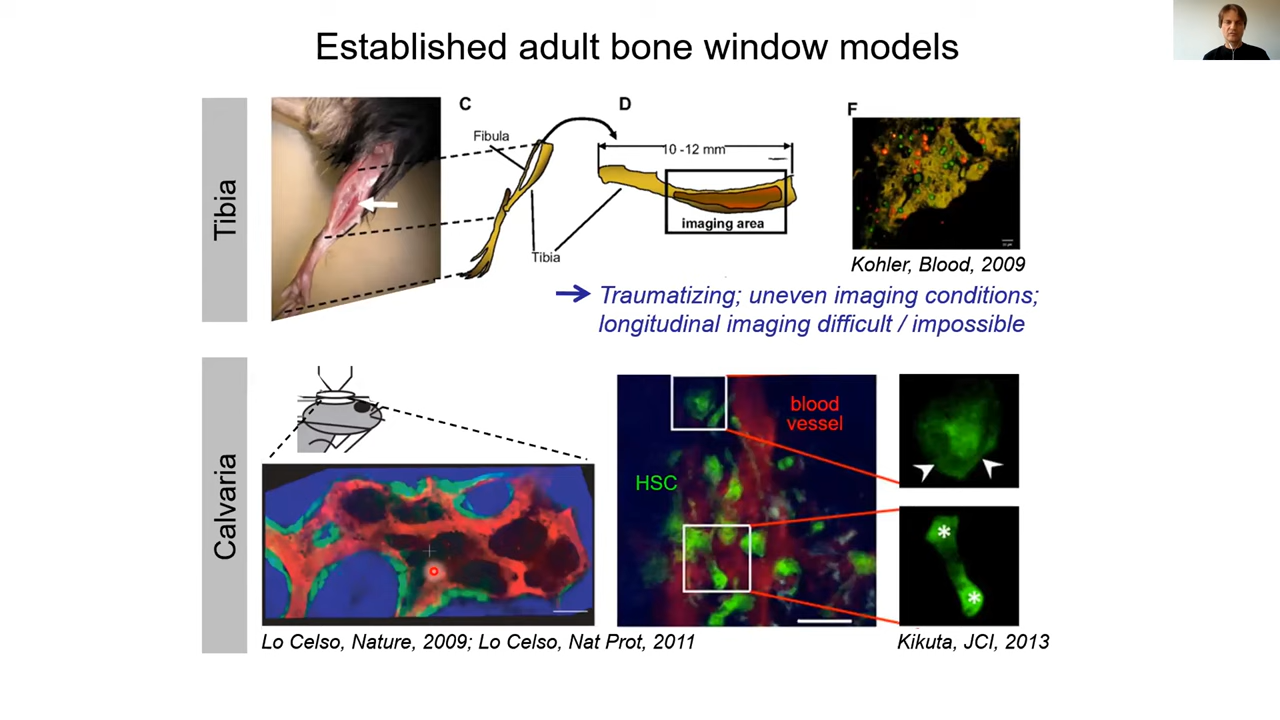 Established adult bone window models
Tibia
C
D
F
Fibula
10 -12 mm
imaging area
Tibia
Kohler, Blood, 2009
Traumatizing; uneven imaging conditions;
longitudinal imaging difficult / impossible
Calvaria
blood
vessel
HSC
*
*
Lo Celso, Nature, 2009; Lo Celso, Nat Prot, 2011
Kikuta, JCI, 2013